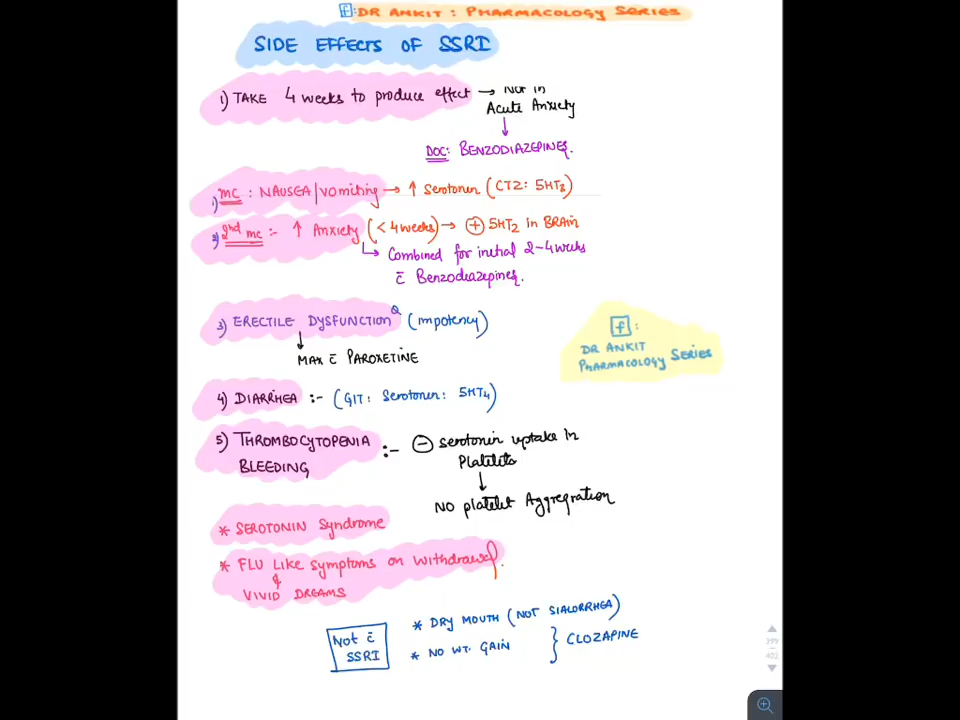 f: DR ANKIT : PHARMACOLOGY SERIES
SIDE EFFECTS OF SSRI
1) TAKE 4 weeks to produce effect → Not in
Acute Anxiety
↓
DOC: BENZODIAZEPINES.
1) MC : NAUSEA/vomiting → ↑ Serotonin (CTZ: 5HT3)
2) 2nd MC :- ↑ Anxiety (< 4 weeks) → ⊕ 5HT2 in BRAIN
↳ Combined for initial 2-4 weeks
c̄ Benzodiazepines.
3) ERECTILE DYSFUNCTION Q (impotency)
↓
MAX c̄ PAROXETINE
f :
DR ANKIT
PHARMACOLOGY SERIES
4) DIARRHEA :- (GIT: Serotonin: 5HT4)
5) THROMBOCYTOPENIA
BLEEDING :- ⊖ serotonin uptake in
Platelets
↓
NO platelet Aggregration
* SEROTONIN Syndrome
* FLU Like symptoms on withdrawal.
&
VIVID DREAMS
Not c̄
SSRI
* DRY MOUTH (NOT SIALORRHEA)
* NO WT. GAIN
} CLOZAPINE
399
402